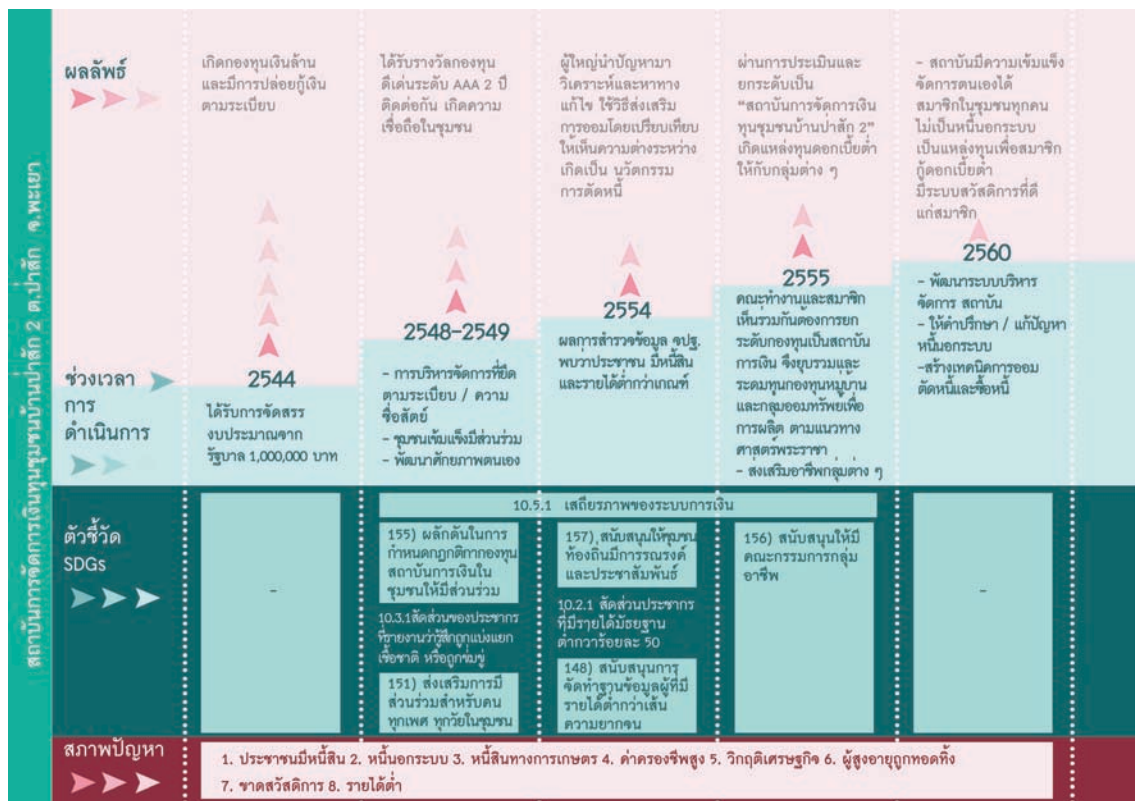 สถาบันการจัดการเงินทุนชุมชนบ้านป่าสัก 2 ต.ป่าสัก จ.พะเยา
ผลลัพธ์
เกิดกองทุนเงินล้าน
และมีการปล่อยกู้เงิน
ตามระเบียบ
ได้รับรางวัลกองทุน
ดีเด่นระดับ AAA 2 ปี
ติดต่อกัน เกิดความ
เชื่อถือในชุมชน
ผู้ใหญ่นำปัญหามา
วิเคราะห์และหาทาง
แก้ไข ใช้วิธีส่งเสริม
การออมโดยเปรียบเทียบ
ให้เห็นความต่างระหว่าง
เกิดเป็น นวัตกรรม
การตัดหนี้
ผ่านการประเมินและ
ยกระดับเป็น
“สถาบันการจัดการเงิน
ทุนชุมชนบ้านป่าสัก 2”
เกิดแหล่งทุนดอกเบี้ยต่ำ
ให้กับกลุ่มต่าง ๆ
- สถาบันมีความเข้มแข็ง
จัดการตนเองได้
สมาชิกในชุมชนทุกคน
ไม่เป็นหนี้นอกระบบ
เป็นแหล่งทุนเพื่อสมาชิก
กู้ดอกเบี้ยต่ำ
มีระบบสวัสดิการที่ดี
แก่สมาชิก
ช่วงเวลา
การ
ดำเนินการ
2544
ได้รับการจัดสรร
งบประมาณจาก
รัฐบาล 1,000,000 บาท
2548-2549
- การบริหารจัดการที่ยึด
ตามระเบียบ / ความ
ซื่อสัตย์
- ชุมชนเข้มแข็งมีส่วนร่วม
- พัฒนาศักยภาพตนเอง
2554
ผลการสำรวจข้อมูล จปฐ.
พบว่าประชาชน มีหนี้สิน
และรายได้ต่ำกว่าเกณฑ์
2555
คณะทำงานและสมาชิก
เห็นร่วมกันต้องการยก
ระดับกองทุนเป็นสถาบัน
การเงิน จึงยุบรวมและ
ระดมทุนกองทุนหมู่บ้าน
และกลุ่มออมทรัพย์เพื่อ
การผลิต ตามแนวทาง
ศาสตร์พระราชา
- ส่งเสริมอาชีพกลุ่มต่าง ๆ
2560
- พัฒนาระบบบริหาร
จัดการ สถาบัน
- ให้คำปรึกษา / แก้ปัญหา
หนี้นอกระบบ
-สร้างเทคนิคการออม
ตัดหนี้และซื้อหนี้
ตัวชี้วัด
SDGs
-
10.5.1 เสถียรภาพของระบบการเงิน
155) ผลักดันในการ
กำหนดกฎกติกากองทุน
สถาบันการเงินใน
ชุมชนให้มีส่วนร่วม
10.3.1สัดส่วนของประชากร
ที่รายงานว่ารู้สึกถูกแบ่งแยก
เชื้อชาติ หรือถูกข่มขู่
151) ส่งเสริมการมี
ส่วนร่วมสำหรับคน
ทุกเพศ ทุกวัยในชุมชน
157) สนับสนุนให้ชุมชน
ท้องถิ่นมีการรณรงค์
และประชาสัมพันธ์
10.2.1 สัดส่วนประชากร
ที่มีรายได้มัธยฐาน
ต่ำกว่าร้อยละ 50
148) สนับสนุนการ
จัดทำฐานข้อมูลผู้ที่มี
รายได้ต่ำกว่าเส้น
ความยากจน
156) สนับสนุนให้มี
คณะกรรมการกลุ่ม
อาชีพ
-
สภาพปัญหา
1. ประชาชนมีหนี้สิน 2. หนี้นอกระบบ 3. หนี้สินทางการเกษตร 4. ค่าครองชีพสูง 5. วิกฤติเศรษฐกิจ 6. ผู้สูงอายุถูกทอดทิ้ง
7. ขาดสวัสดิการ 8. รายได้ต่ำ